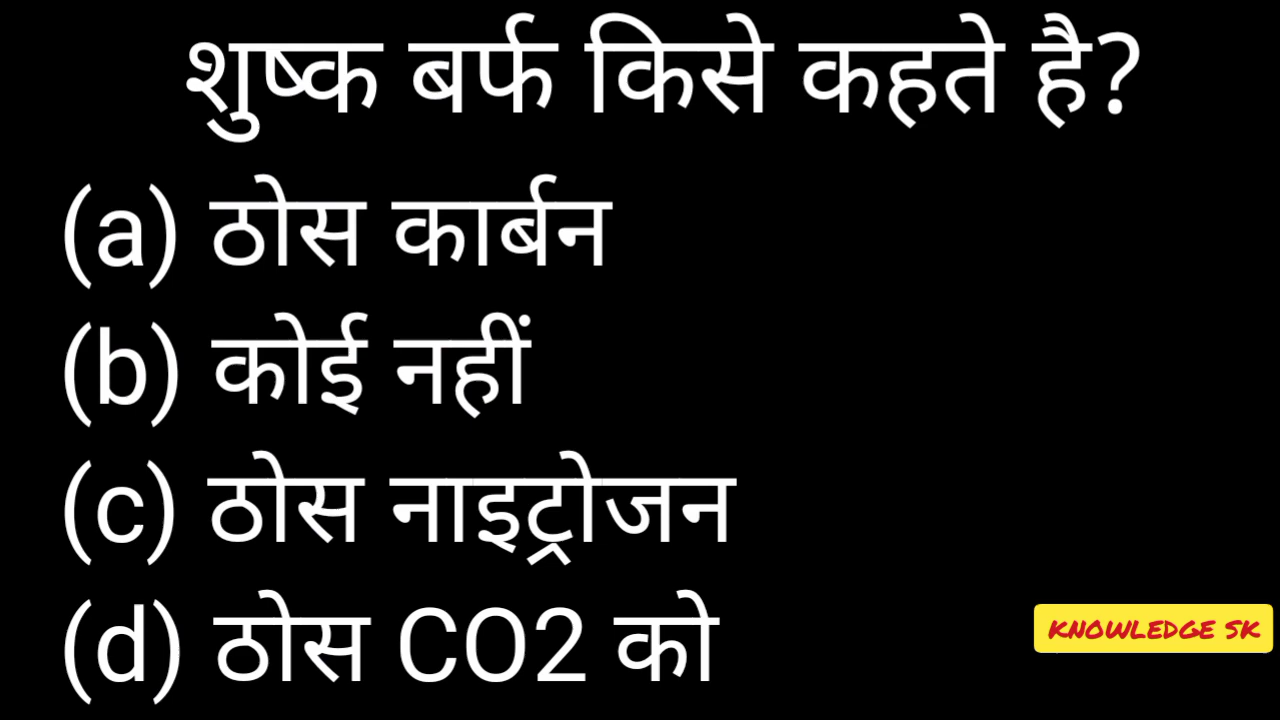 शुष्क बर्फ किसे कहते है?
(a) ठोस कार्बन
(b) कोई नहीं
(c) ठोस नाइट्रोजन
(d) ठोस CO2 को
KNOWLEDGE SK